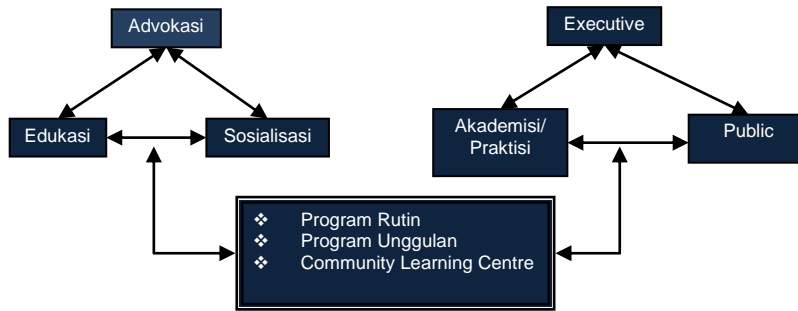 Advokasi
Executive
Edukasi
Sosialisasi
Akademisi/
Praktisi
Public
❖ Program Rutin
❖ Program Unggulan
❖ Community Learning Centre